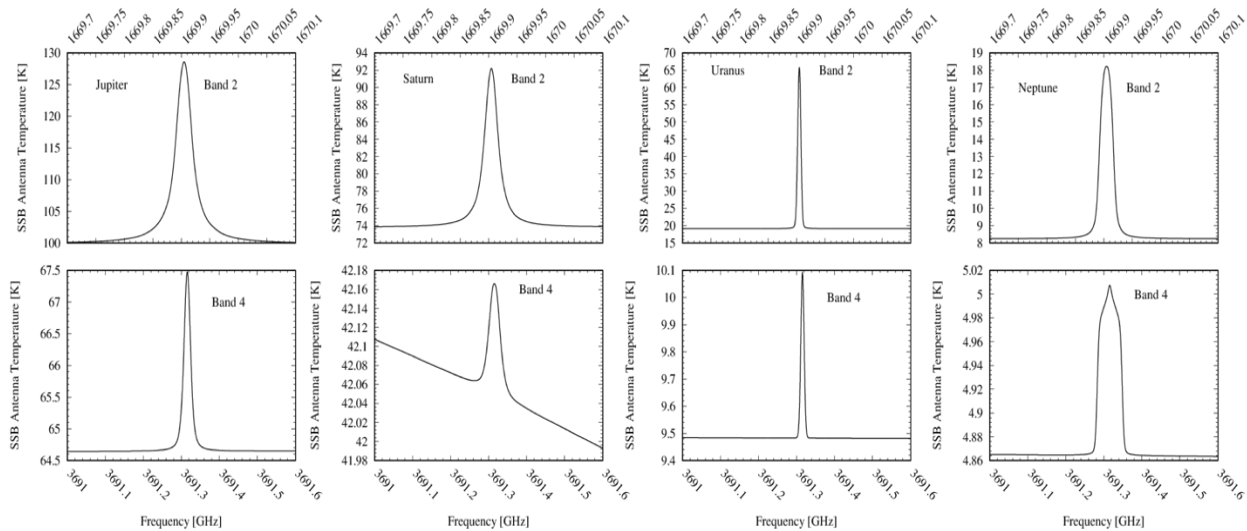 1669.7 1669.75 1669.8 1669.85 1669.9 1669.95 1670 1670.05 1670.1
1669.7 1669.75 1669.8 1669.85 1669.9 1669.95 1670 1670.05 1670.1
1669.7 1669.75 1669.8 1669.85 1669.9 1669.95 1670 1670.05 1670.1
1669.7 1669.75 1669.8 1669.85 1669.9 1669.95 1670 1670.05 1670.1
SSB Antenna Temperature [K]
130
125
120
115
110
105
100
Jupiter
Band 2
SSB Antenna Temperature [K]
94
92
90
88
86
84
82
80
78
76
74
72
Saturn
Band 2
SSB Antenna Temperature [K]
70
65
60
55
50
45
40
35
30
25
20
15
Uranus
Band 2
SSB Antenna Temperature [K]
19
18
17
16
15
14
13
12
11
10
9
8
Neptune
Band 2
SSB Antenna Temperature [K]
67.5
67
66.5
66
65.5
65
64.5
Band 4
SSB Antenna Temperature [K]
42.18
42.16
42.14
42.12
42.1
42.08
42.06
42.04
42.02
42
41.98
Band 4
SSB Antenna Temperature [K]
10.1
10
9.9
9.8
9.7
9.6
9.5
9.4
Band 4
SSB Antenna Temperature [K]
5.02
5
4.98
4.96
4.94
4.92
4.9
4.88
4.86
Band 4
3691 3691.1 3691.2 3691.3 3691.4 3691.5 3691.6
3691 3691.1 3691.2 3691.3 3691.4 3691.5 3691.6
3691 3691.1 3691.2 3691.3 3691.4 3691.5 3691.6
3691 3691.1 3691.2 3691.3 3691.4 3691.5 3691.6
Frequency [GHz]
Frequency [GHz]
Frequency [GHz]
Frequency [GHz]